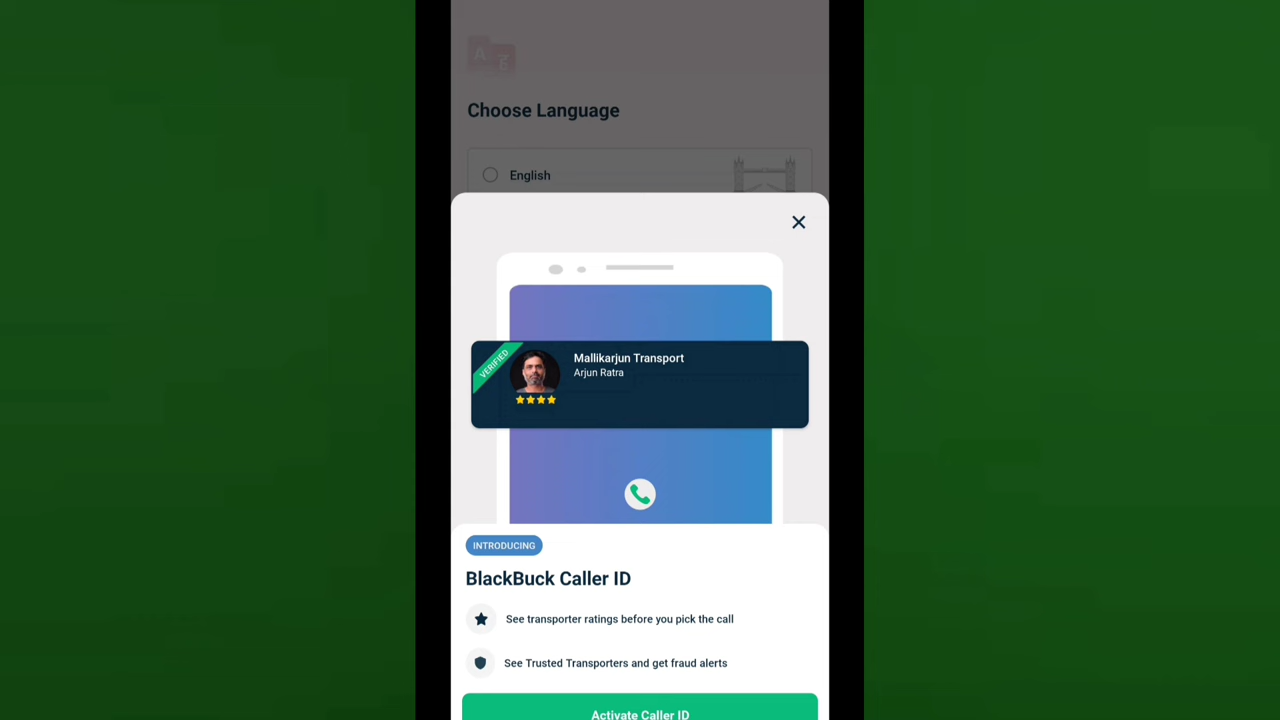 A
Choose Language
English
VERIFIED
Mallikarjun Transport
Arjun Ratra
INTRODUCING
BlackBuck Caller ID
See transporter ratings before you pick the call
See Trusted Transporters and get fraud alerts
Activate Caller ID